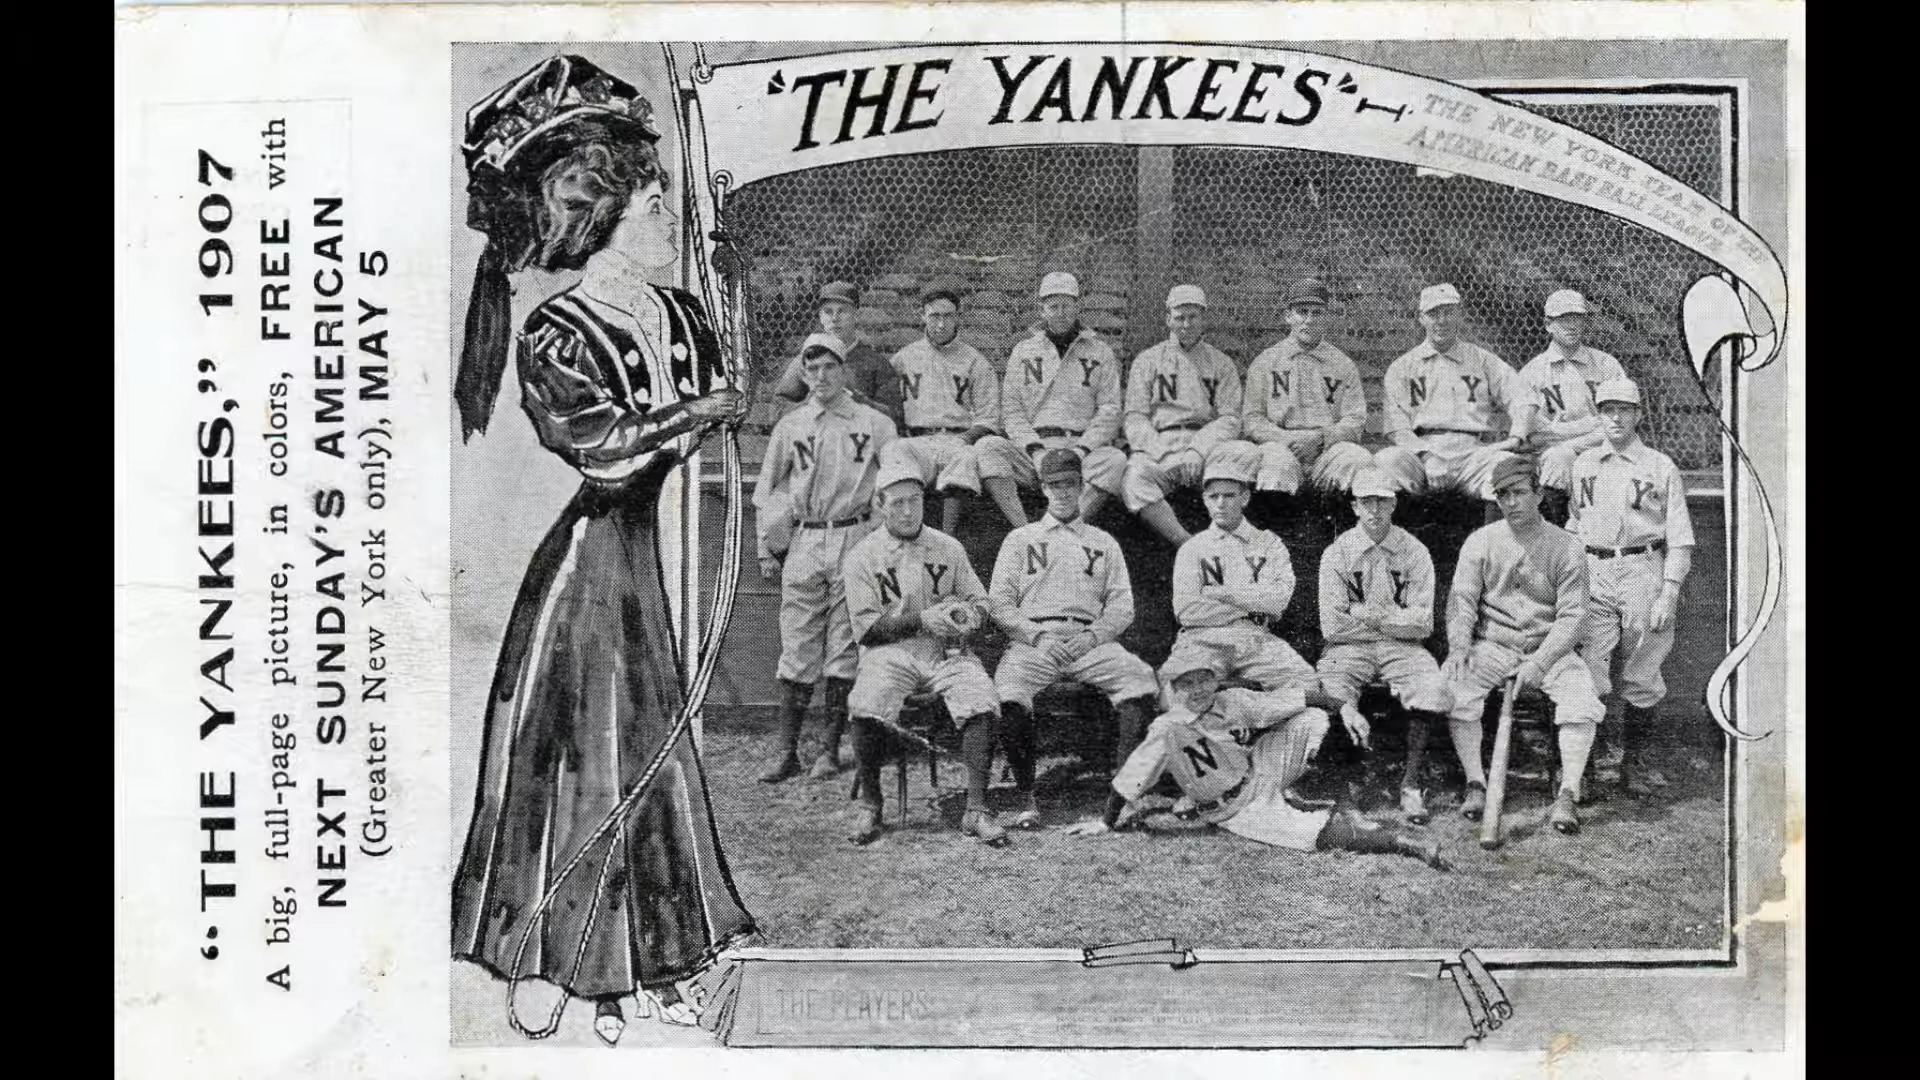 "THE YANKEES," 1907
A big, full-page picture, in colors, FREE with
NEXT SUNDAY'S AMERICAN
(Greater New York only), MAY 5
"THE YANKEES"-
THE NEW YORK TEAM OF THE
AMERICAN BASE BALL LEAGUE
N Y
N Y
N Y
N Y
N Y
N Y
N Y
N Y
N Y
N Y
N Y
N Y
N Y
N
THE PLAYERS